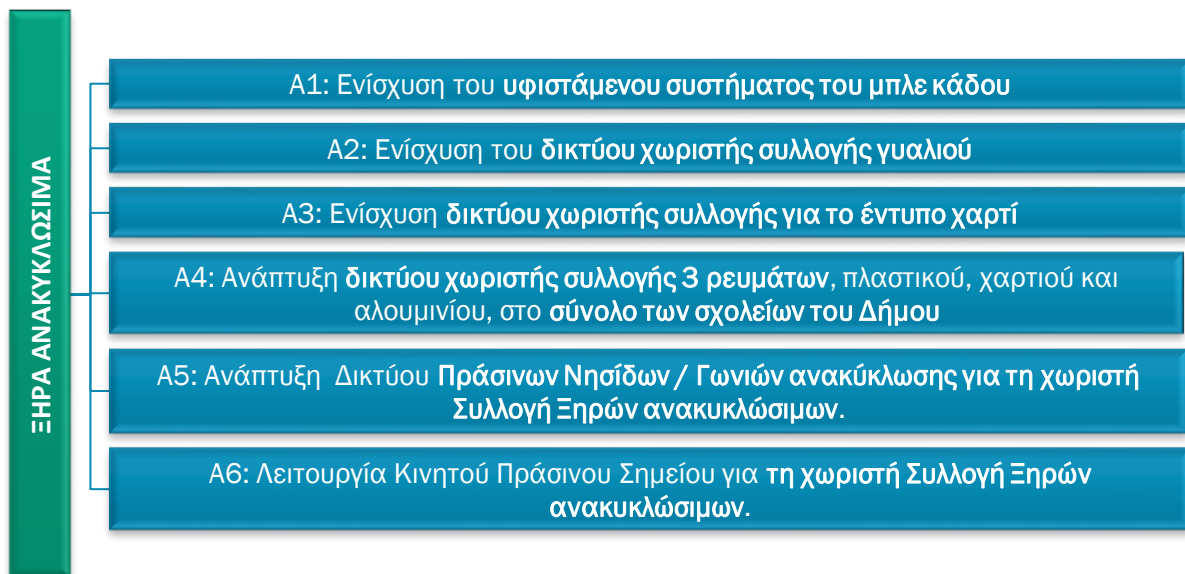 ΞΗΡΑ ΑΝΑΚΥΚΛΩΣΙΜΑ
Α1: Ενίσχυση του υφιστάμενου συστήματος του μπλε κάδου
Α2: Ενίσχυση του δικτύου χωριστής συλλογής γυαλιού
Α3: Ενίσχυση δικτύου χωριστής συλλογής για το έντυπο χαρτί
Α4: Ανάπτυξη δικτύου χωριστής συλλογής 3 ρευμάτων, πλαστικού, χαρτιού και
αλουμινίου, στο σύνολο των σχολείων του Δήμου
Α5: Ανάπτυξη Δικτύου Πράσινων Νησίδων / Γωνιών ανακύκλωσης για τη χωριστή
Συλλογή Ξηρών ανακυκλώσιμων.
Α6: Λειτουργία Κινητού Πράσινου Σημείου για τη χωριστή Συλλογή Ξηρών
ανακυκλώσιμων.